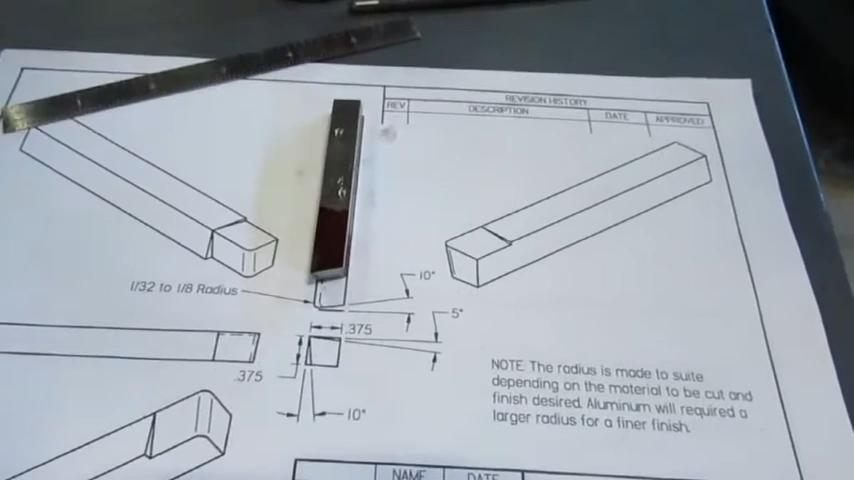 REVISION HISTORY
REV DESCRIPTION DATE APPROVED
1/32 to 1/8 Radius
10°
5°
.375
.375
10°
NOTE: The radius is made to suite
depending on the material to be cut and
finish desired. Aluminum will required a
larger radius for a finer finish.
NAME DATE